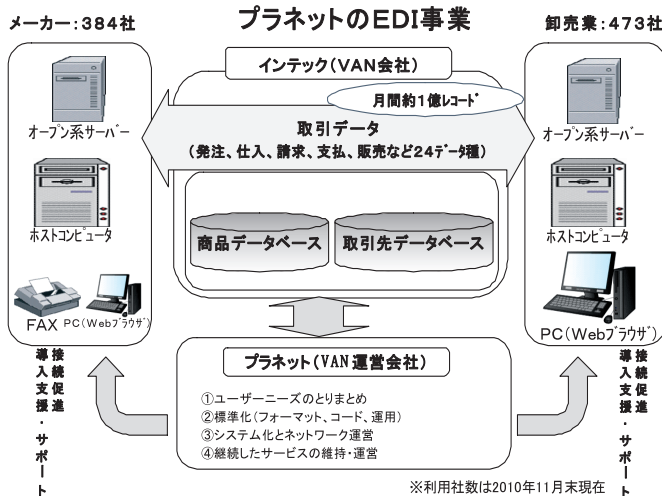 プラネットのEDI事業
メーカー:384社
卸売業:473社
インテック(VAN会社)
月間約1億レコード
取引データ
(発注、仕入、請求、支払、販売など24データ種)
オープン系サーバー
ホストコンピュータ
FAX
PC(Webブラウザ)
商品データベース
取引先データベース
オープン系サーバー
ホストコンピュータ
PC(Webブラウザ)
プラネット(VAN運営会社)
①ユーザーニーズのとりまとめ
②標準化(フォーマット、コード、運用)
③システム化とネットワーク運営
④継続したサービスの維持・運営
接続促進
導入支援・サポート
接続促進
導入支援・サポート
※利用社数は2010年11月末現在